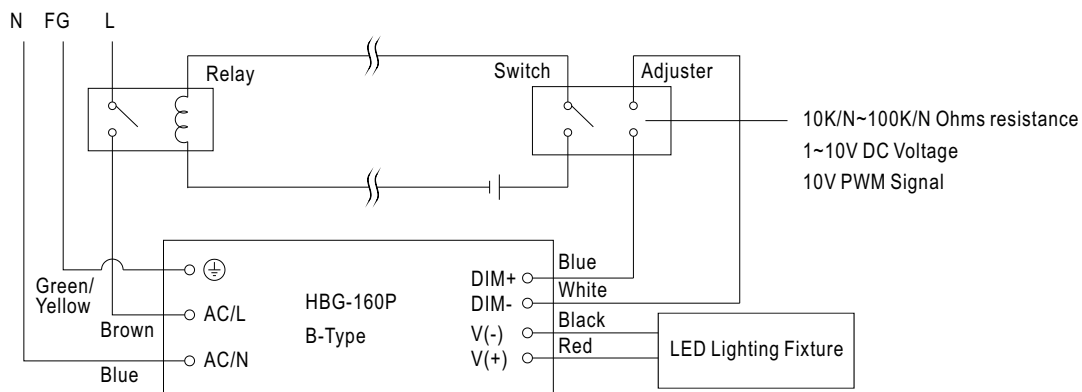 N FG L
Relay
Switch
Adjuster
10K/N~100K/N Ohms resistance
1~10V DC Voltage
10V PWM Signal
Green/
Yellow
Brown
Blue
AC/L
AC/N
HBG-160P
B-Type
DIM+
DIM-
V(-)
V(+)
Blue
White
Black
Red
LED Lighting Fixture